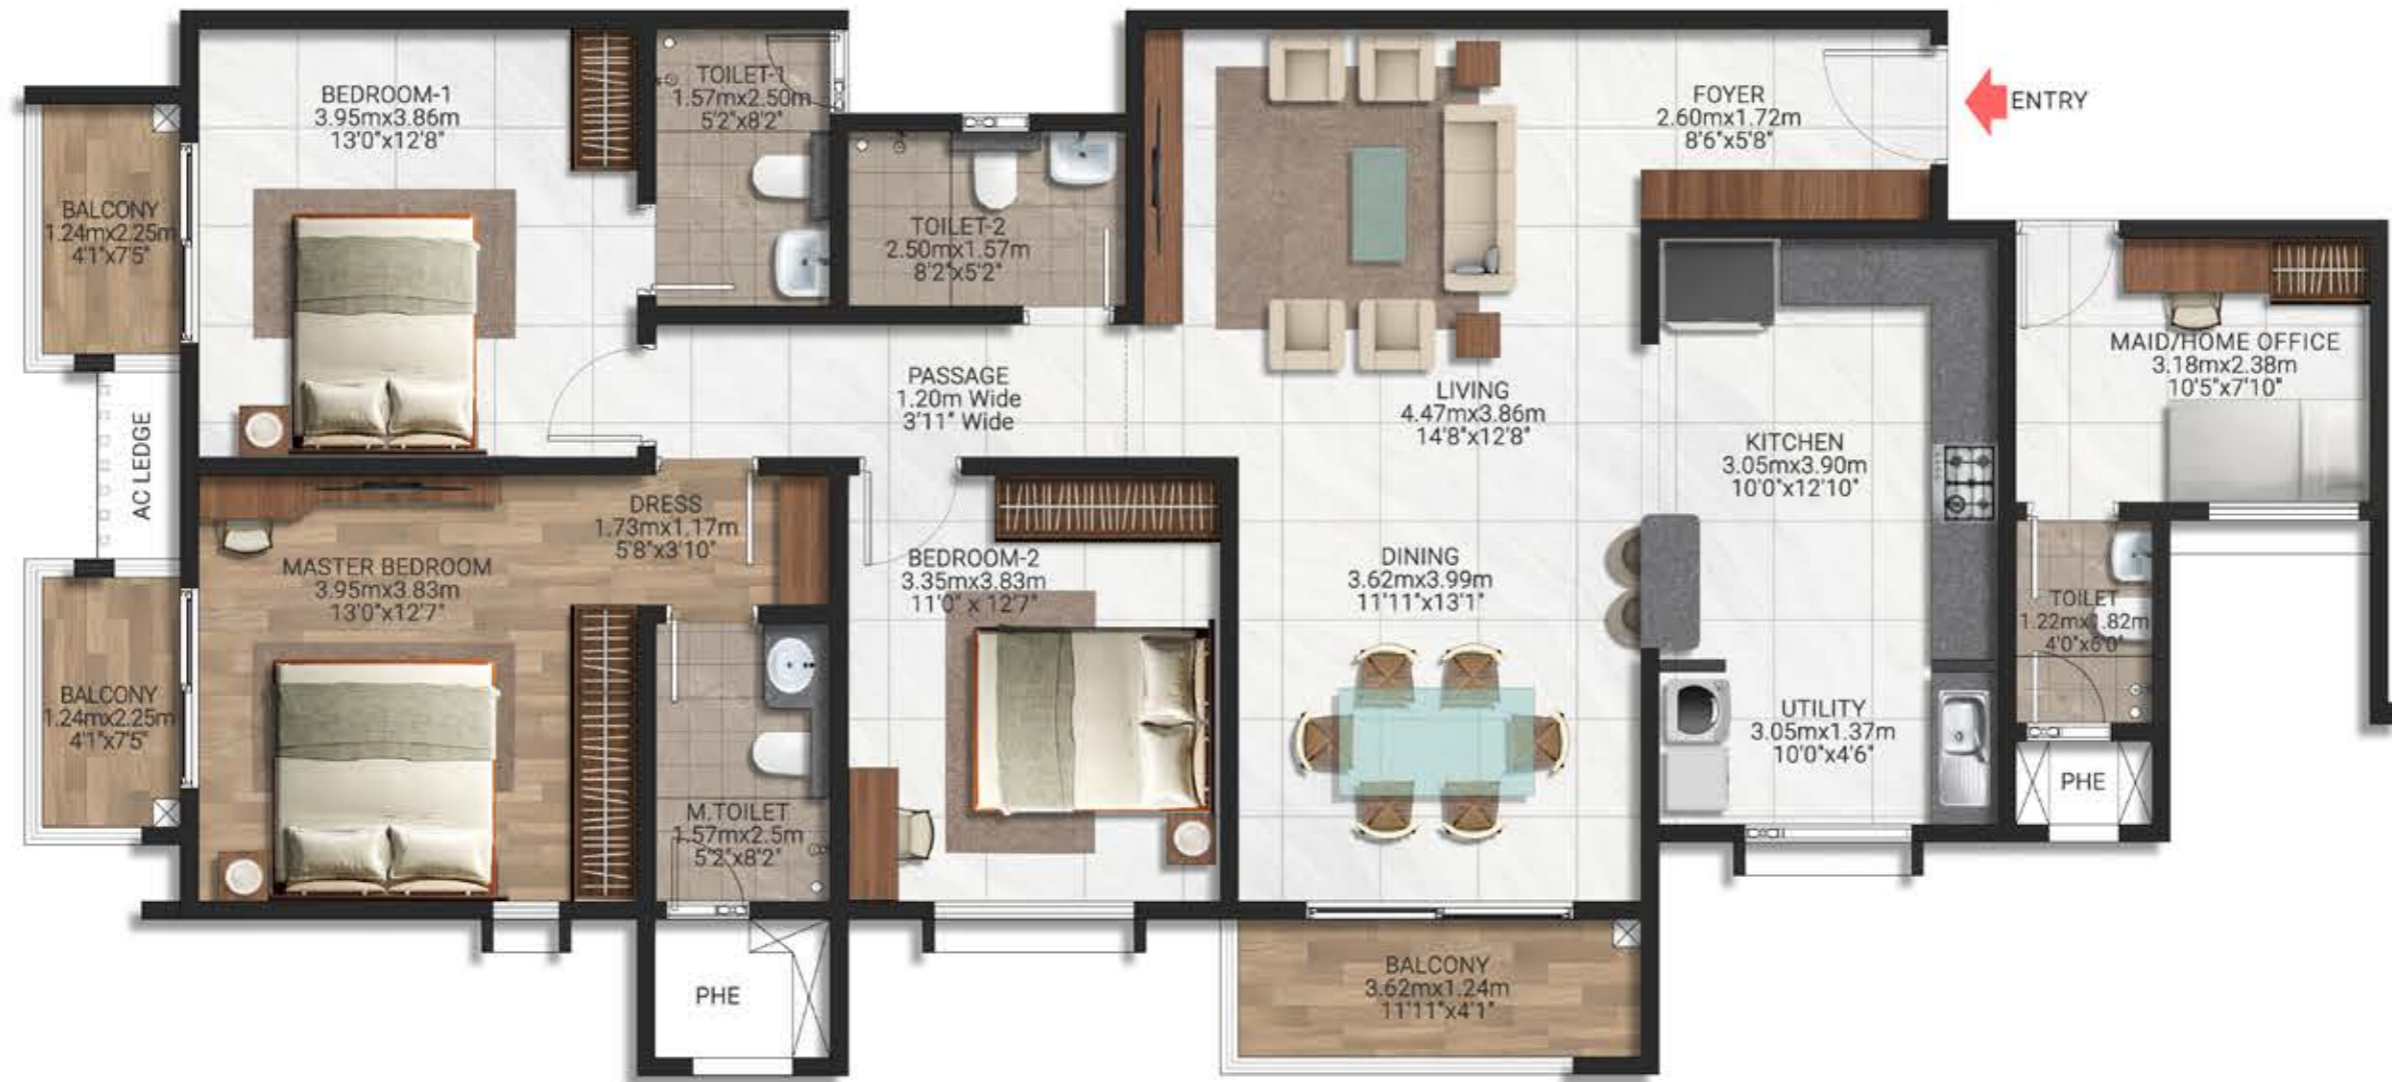 BEDROOM-1
3.95mx3.86m
13'0"x12'8"
TOILET-1
1.57mx2.50m
5'2"x8'2"
FOYER
2.60mx1.72m
8'6"x5'8"
ENTRY
BALCONY
1.24mx2.25m
4'1"x7'5"
TOILET-2
2.50mx1.57m
8'2"x5'2"
MAID/HOME OFFICE
3.18mx2.38m
10'5"x7'10"
PASSAGE
1.20m Wide
3'11" Wide
LIVING
4.47mx3.86m
14'8"x12'8"
AC LEDGE
KITCHEN
3.05mx3.90m
10'0"x12'10"
DRESS
1.73mx1.17m
5'8"x3'10"
MASTER BEDROOM
3.95mx3.83m
13'0"x12'7"
BEDROOM-2
3.35mx3.83m
11'0" x 12'7"
DINING
3.62mx3.99m
11'11"x13'1"
TOILET
1.22mx1.82m
4'0"x6'0"
BALCONY
1.24mx2.25m
4'1"x7'5"
UTILITY
3.05mx1.37m
10'0"x4'6"
PHE
M.TOILET
1.57mx2.5m
5'2"x8'2"
PHE
BALCONY
3.62mx1.24m
11'11"x4'1"